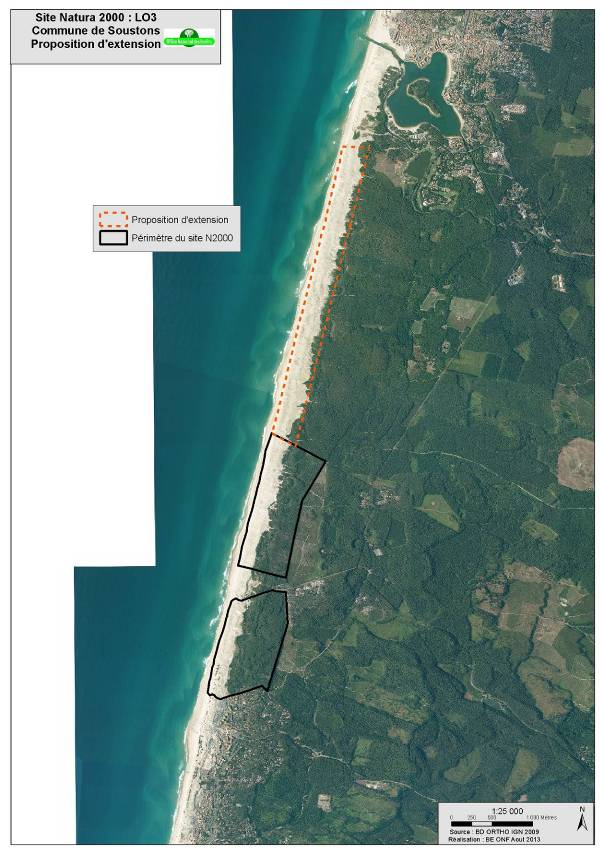 Site Natura 2000 : LO3
Commune de Soustons
Proposition d'extension
Proposition d'extension
Périmètre du site N2000
1:25 000
0 250 500 1 000 Mètres
N
Source : BD ORTHO IGN 2009
Réalisation : BE ONF Aout 2013